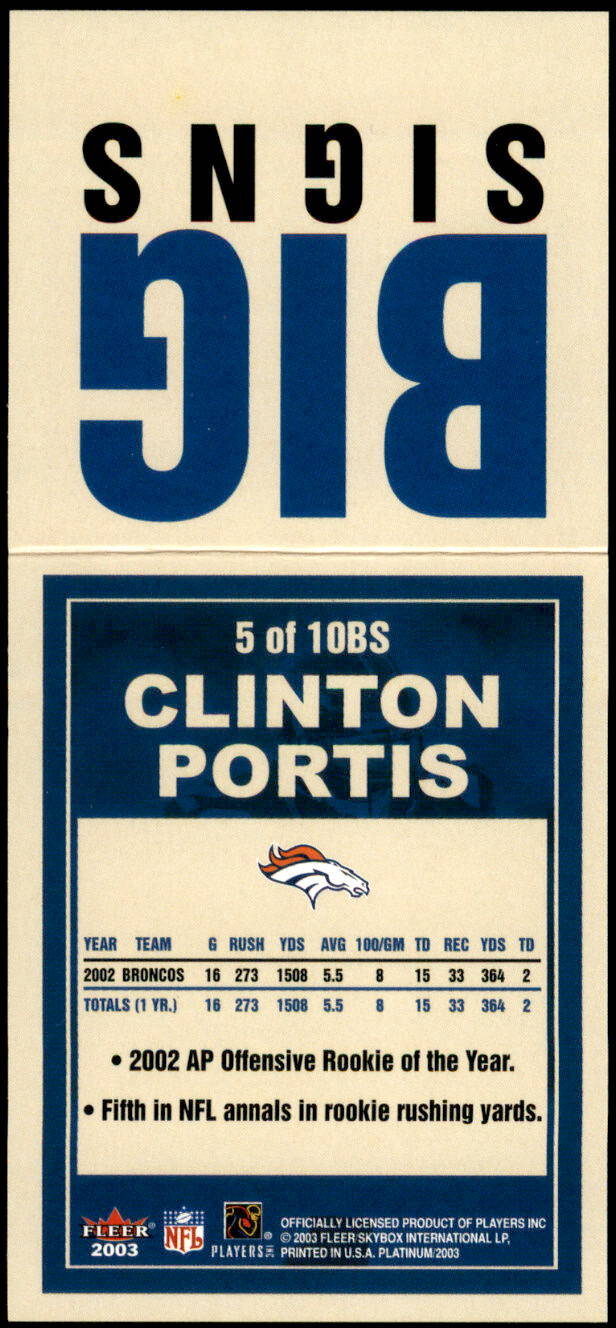 BIG
SIGNS
5 of 10BS
CLINTON
PORTIS
YEAR TEAM G RUSH YDS AVG 100/GM TD REC YDS TD
2002 BRONCOS 16 273 1508 5.5 8 15 33 364 2
TOTALS (1 YR.) 16 273 1508 5.5 8 15 33 364 2
• 2002 AP Offensive Rookie of the Year.
• Fifth in NFL annals in rookie rushing yards.
FLEER®
2003
NFL
PLAYERS INC ®
OFFICIALLY LICENSED PRODUCT OF PLAYERS INC
© 2003 FLEER/SKYBOX INTERNATIONAL LP,
PRINTED IN U.S.A. PLATINUM/2003